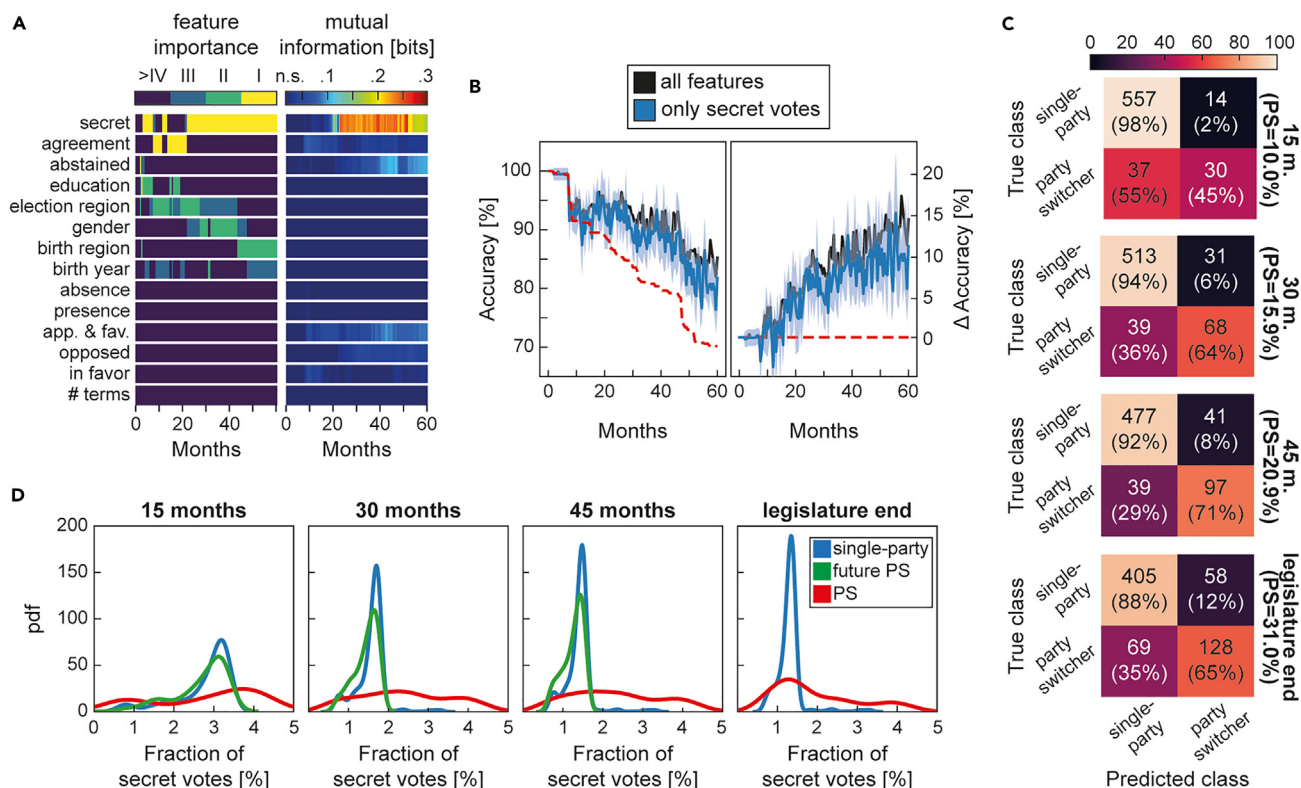 A
feature
importance
mutual
information [bits]
>IV III II I
n.s. .1 .2 .3
secret
agreement
abstained
education
election region
gender
birth region
birth year
absence
presence
app. & fav.
opposed
in favor
# terms
0 20 40
0 20 40 60
Months
Months
B
all features
only secret votes
Accuracy [%]
100
90
80
70
0 20 40 60
Months
Δ Accuracy [%]
20
15
10
5
0
0 20 40 60
Months
C
0 20 40 60 80 100
True class
single-
party
party
switcher
557
(98%)
14
(2%)
37
(55%)
30
(45%)
15 m.
(PS=10.0%)
True class
single-
party
party
switcher
513
(94%)
31
(6%)
39
(36%)
68
(64%)
30 m.
(PS=15.9%)
True class
single-
party
party
switcher
477
(92%)
41
(8%)
39
(29%)
97
(71%)
45 m.
(PS=20.9%)
True class
single-
party
party
switcher
405
(88%)
58
(12%)
69
(35%)
128
(65%)
legislature end
(PS=31.0%)
single-
party
party
switcher
Predicted class
D
15 months
30 months
45 months
legislature end
single-party
future PS
PS
pdf
200
150
100
50
0
0 1 2 3 4 5
1 2 3 4 5
1 2 3 4 5
1 2 3 4 5
Fraction of
secret votes [%]
Fraction of
secret votes [%]
Fraction of
secret votes [%]
Fraction of
secret votes [%]